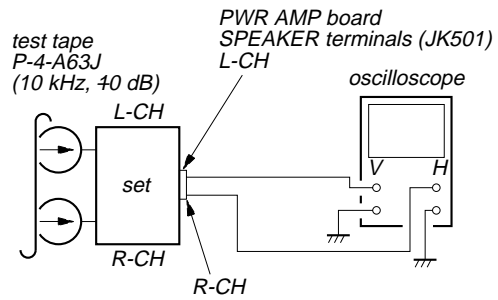 test tape
P-4-A63J
(10 kHz, -10 dB)
PWR AMP board
SPEAKER terminals (JK501)
L-CH
oscilloscope
L-CH
set
V
H
R-CH
R-CH